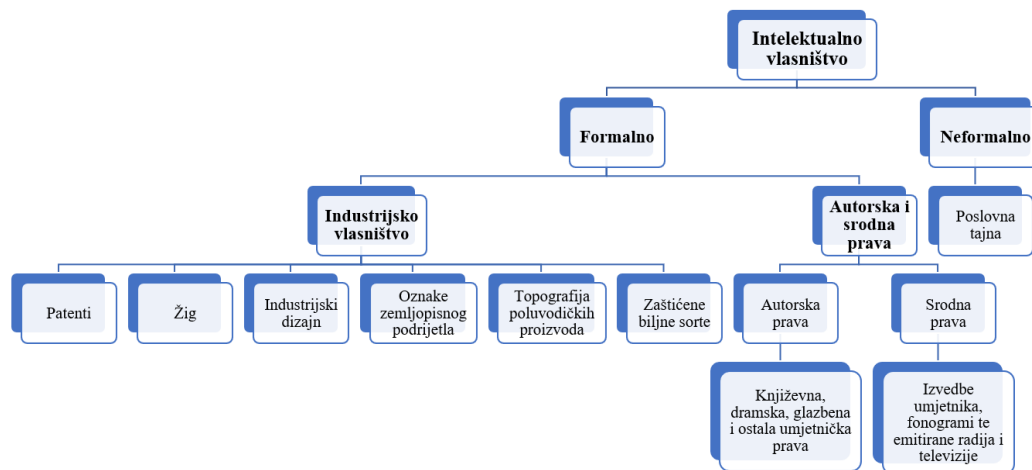 Intelektualno
vlasništvo
Formalno
Neformalno
Industrijsko
vlasništvo
Autorska i
srodna
prava
Poslovna
tajna
Patenti
Žig
Industrijski
dizajn
Oznake
zemljopisnog
podrijetla
Topografija
poluvodičkih
proizvoda
Zaštićene
biljne sorte
Autorska
prava
Srodna
prava
Književna,
dramska, glazbena
i ostala umjetnička
prava
Izvedbe
umjetnika,
fonogrami te
emitirane radija i
televizije